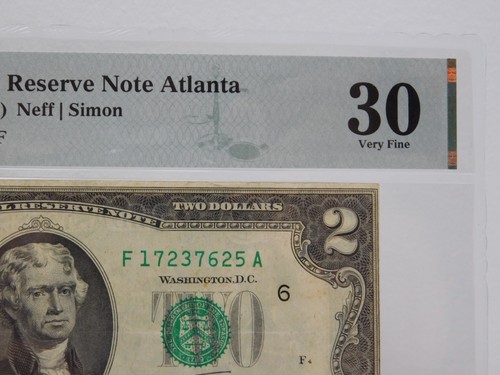 Reserve Note Atlanta
) Neff | Simon
F
30
Very Fine
L RESERVE NOTE
TWO DOLLARS
2
F 17237625 A
WASHINGTON, D.C.
TWO
6
F4